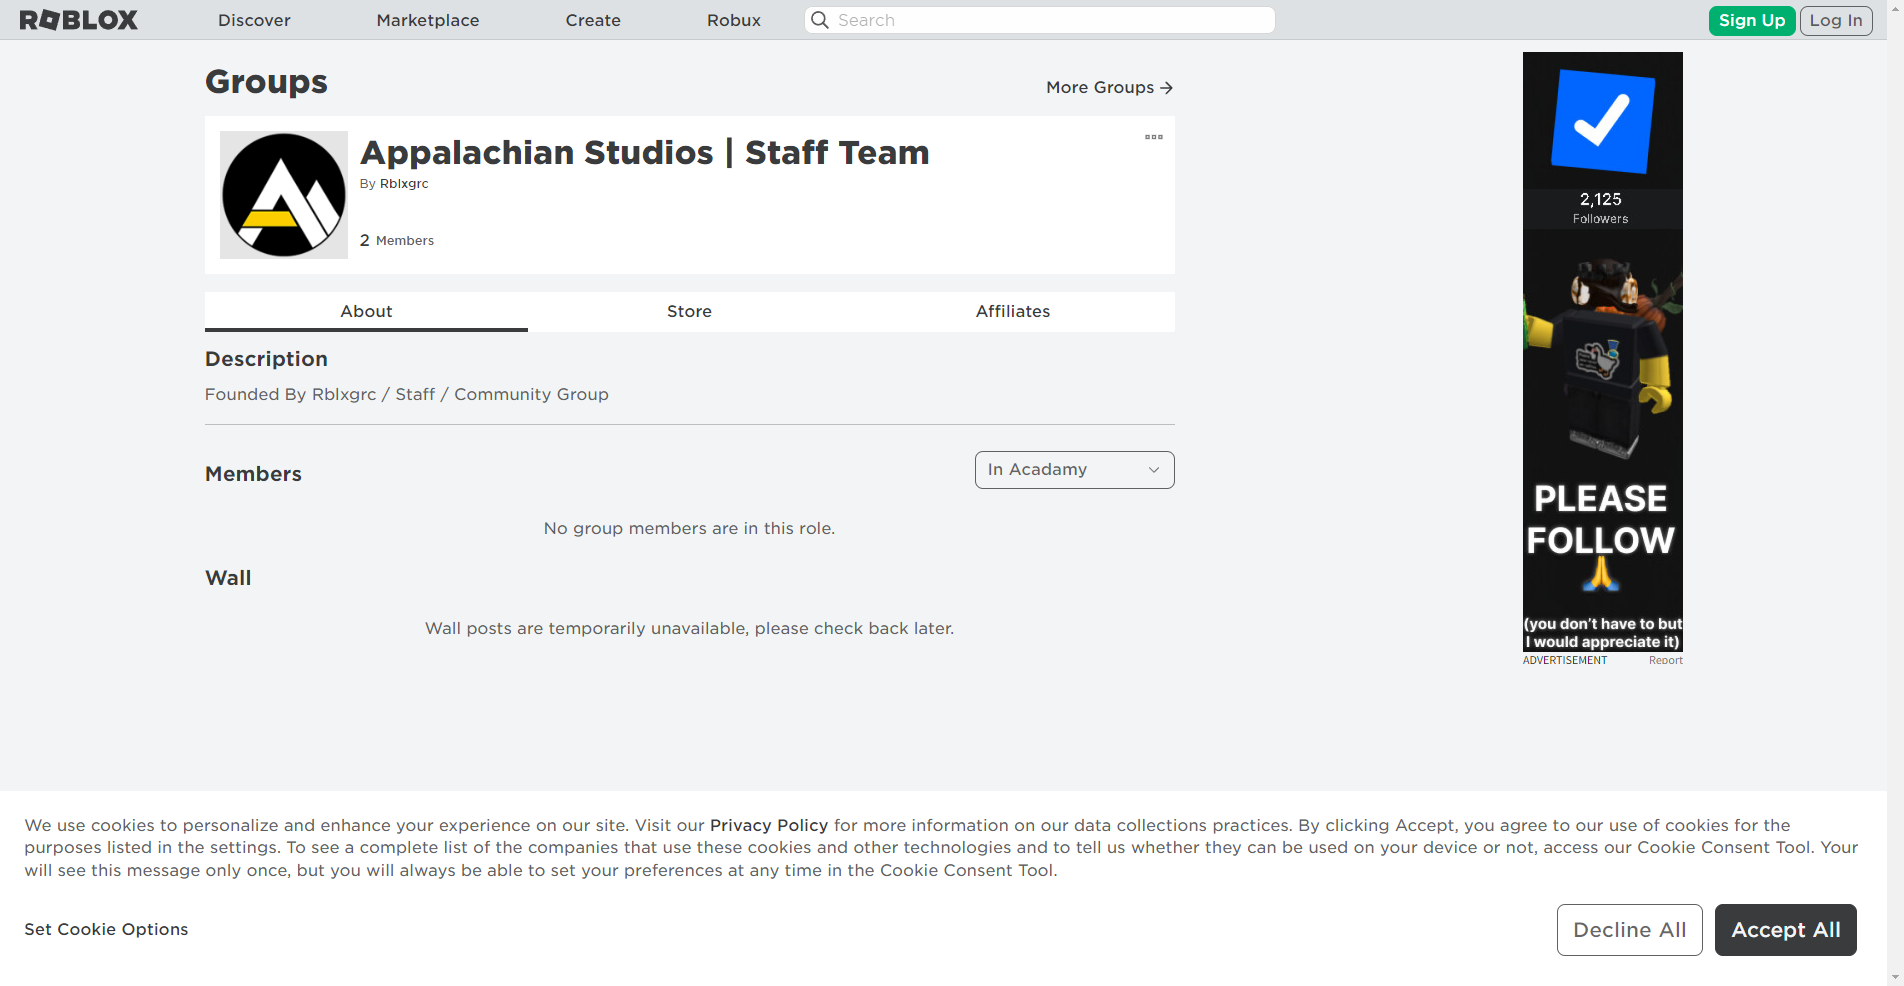 ROBLOX
Discover
Marketplace
Create
Robux
Search
Sign Up
Log In
Groups
More Groups →
Appalachian Studios | Staff Team
By Rblxgrc
2 Members
About
Store
Affiliates
Description
Founded By Rblxgrc / Staff / Community Group
Members
In Acadamy
No group members are in this role.
Wall
Wall posts are temporarily unavailable, please check back later.
2,125
Followers
PLEASE
FOLLOW
🙏
(you don't have to but
I would appreciate it)
ADVERTISEMENT
Report
We use cookies to personalize and enhance your experience on our site. Visit our Privacy Policy for more information on our data collections practices. By clicking Accept, you agree to our use of cookies for the
purposes listed in the settings. To see a complete list of the companies that use these cookies and other technologies and to tell us whether they can be used on your device or not, access our Cookie Consent Tool. Your
will see this message only once, but you will always be able to set your preferences at any time in the Cookie Consent Tool.
Set Cookie Options
Decline All
Accept All